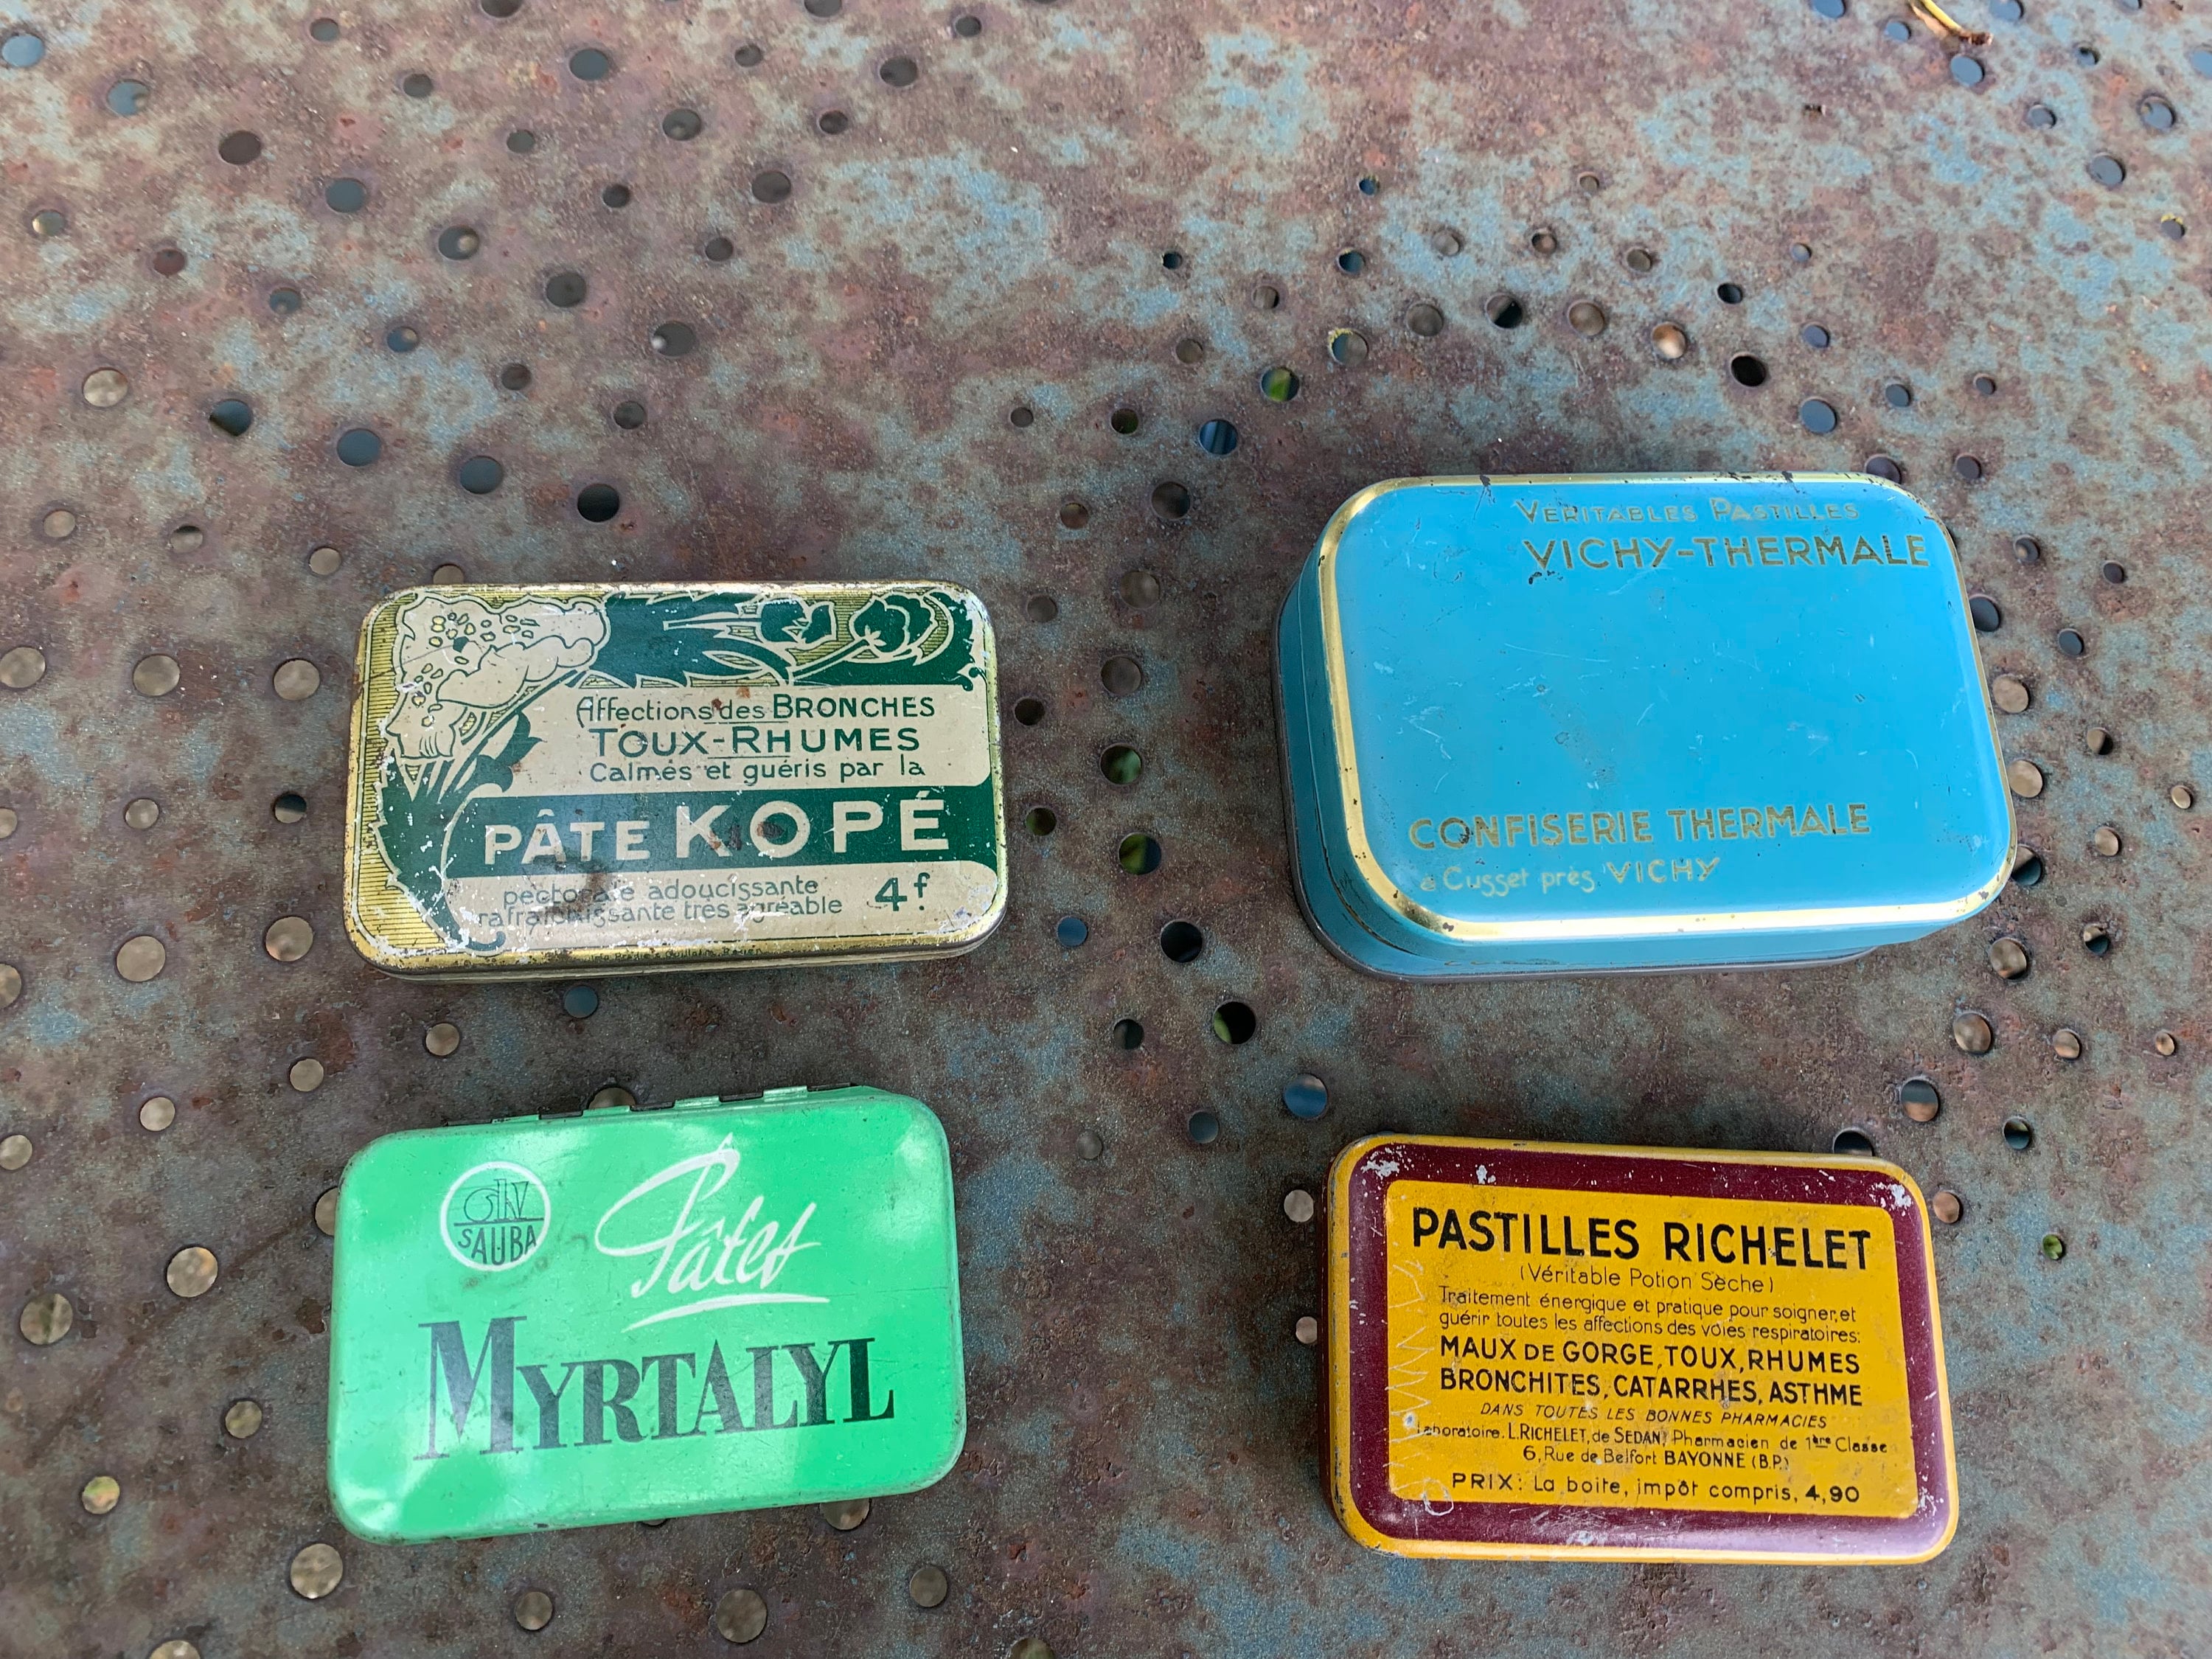 Affections des BRONCHES
TOUX-RHUMES
Calmés et guéris par la
PÂTE KOPÉ
pectorale adoucissante
rafraîchissante très agréable
4f
VERITABLES PASTILLES
VICHY-THERMALE
CONFISERIE THERMALE
à Cusset près VICHY
SAUBA
Pâtes
MYRTALYL
PASTILLES RICHELET
(Véritable Potion Sèche)
Traitement énergique et pratique pour soigner, et
guérir toutes les affections des voies respiratoires:
MAUX DE GORGE, TOUX, RHUMES
BRONCHITES, CATARRHES, ASTHME
DANS TOUTES LES BONNES PHARMACIES
Laboratoire. L. RICHELET, de SEDAN, Pharmacien de 1ère Classe
6, Rue de Belfort BAYONNE (B.P.)
PRIX: La boite, impôt compris, 4,90